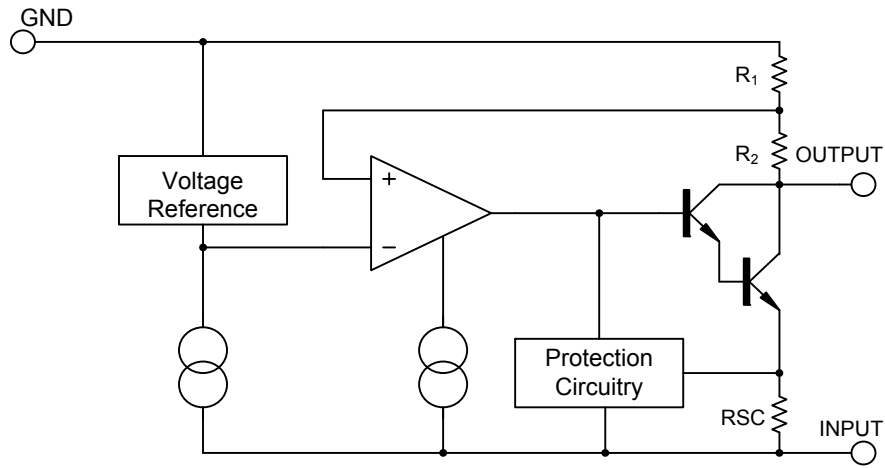 GND
R₁
R₂
OUTPUT
Voltage
Reference
+
−
Protection
Circuitry
RSC
INPUT